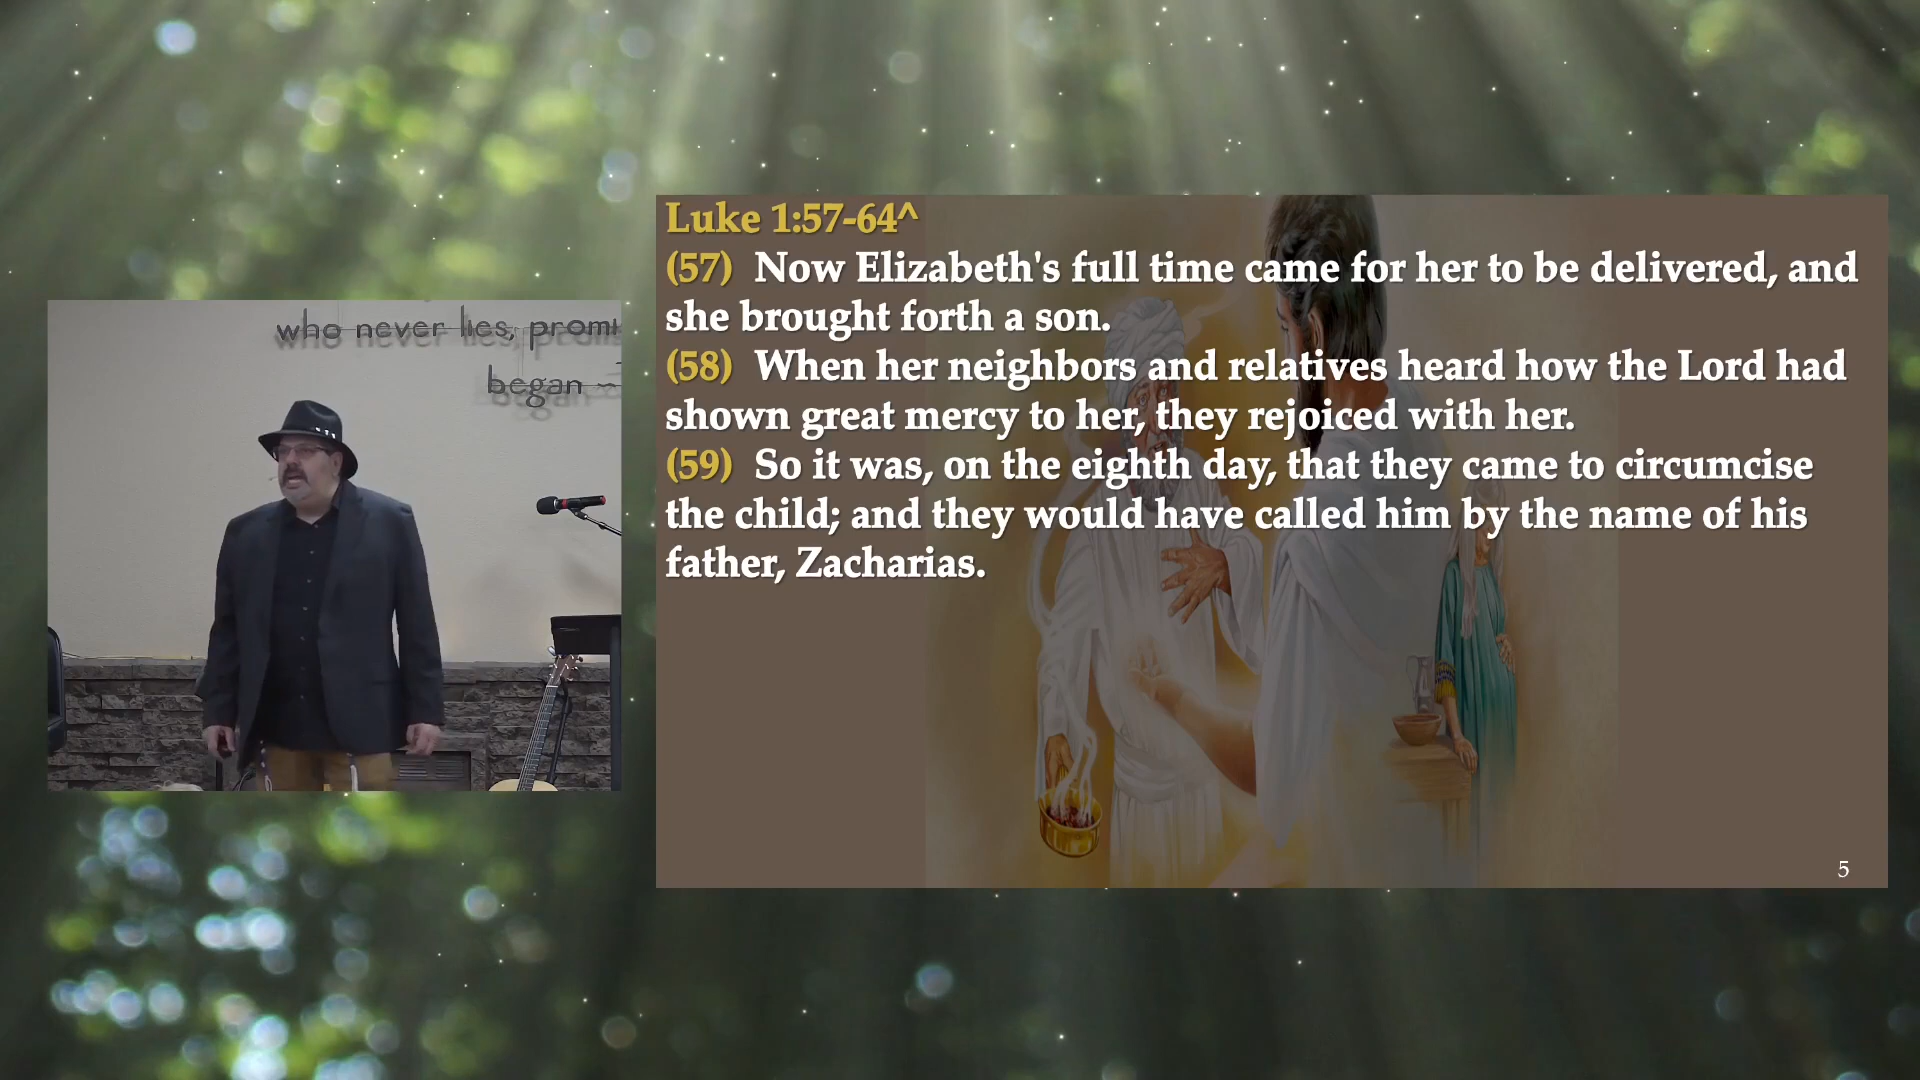 who never lies, promi
began ~
Luke 1:57-64^
(57) Now Elizabeth's full time came for her to be delivered, and
she brought forth a son.
(58) When her neighbors and relatives heard how the Lord had
shown great mercy to her, they rejoiced with her.
(59) So it was, on the eighth day, that they came to circumcise
the child; and they would have called him by the name of his
father, Zacharias.
5